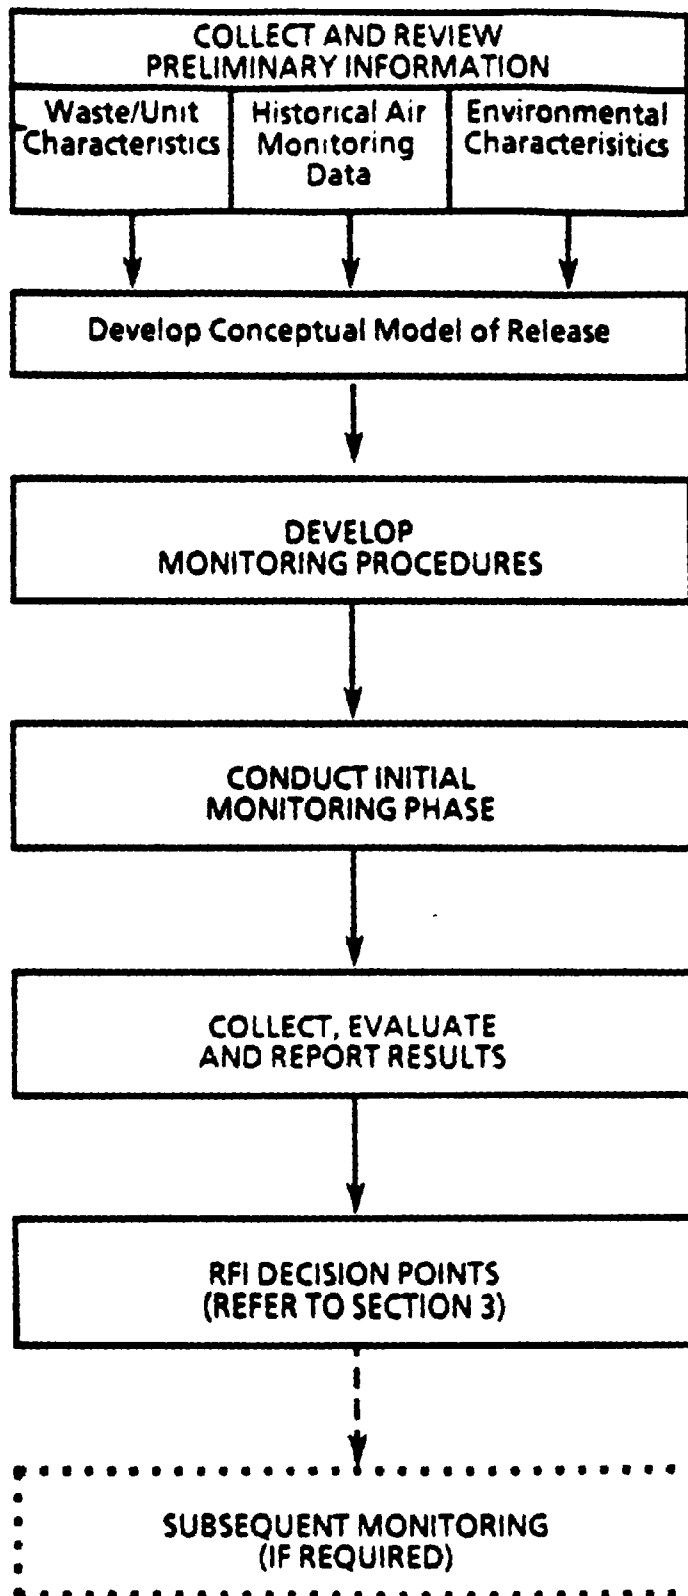 COLLECT AND REVIEW
PRELIMINARY INFORMATION
Waste/Unit
Characteristics
Historical Air
Monitoring
Data
Environmental
Characterisitics
Develop Conceptual Model of Release
DEVELOP
MONITORING PROCEDURES
CONDUCT INITIAL
MONITORING PHASE
COLLECT, EVALUATE
AND REPORT RESULTS
RFI DECISION POINTS
(REFER TO SECTION 3)
SUBSEQUENT MONITORING
(IF REQUIRED)